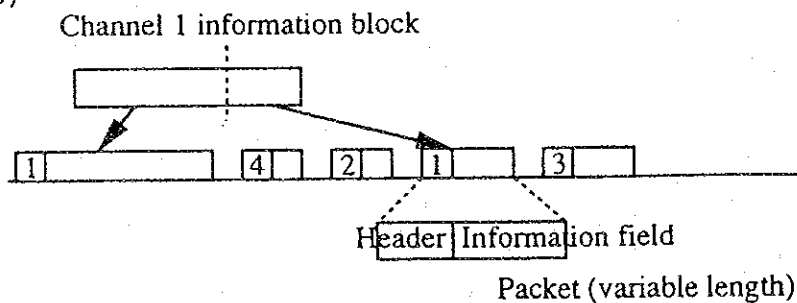 Channel 1 information block
1 4 2 1 3
Header Information field
Packet (variable length)